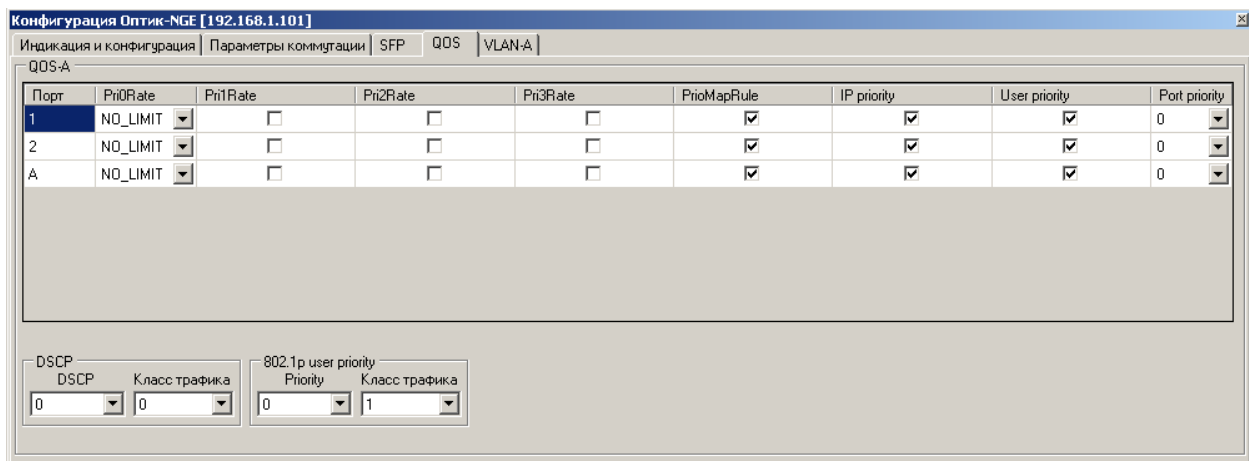 Конфигурация Оптик-NGE [192.168.1.101]
Индикация и конфигурация Параметры коммутации SFP QOS VLAN-A
QOS-A
Порт Pri0Rate Pri1Rate Pri2Rate Pri3Rate PrioMapRule IP priority User priority Port priority
1 NO_LIMIT 0
2 NO_LIMIT 0
A NO_LIMIT 0
DSCP 802.1p user priority
DSCP Класс трафика Priority Класс трафика
0 0 0 1